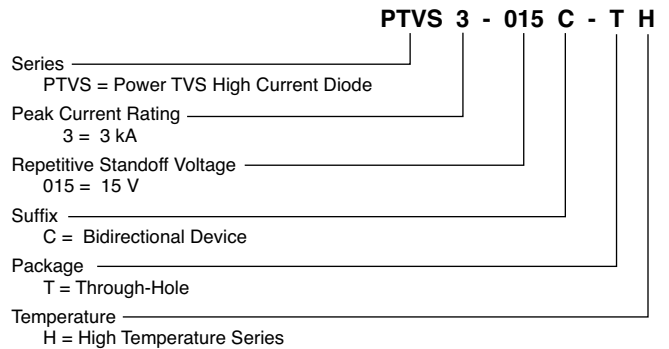 PTVS 3 - 015 C - T H
Series
PTVS = Power TVS High Current Diode
Peak Current Rating
3 = 3 kA
Repetitive Standoff Voltage
015 = 15 V
Suffix
C = Bidirectional Device
Package
T = Through-Hole
Temperature
H = High Temperature Series